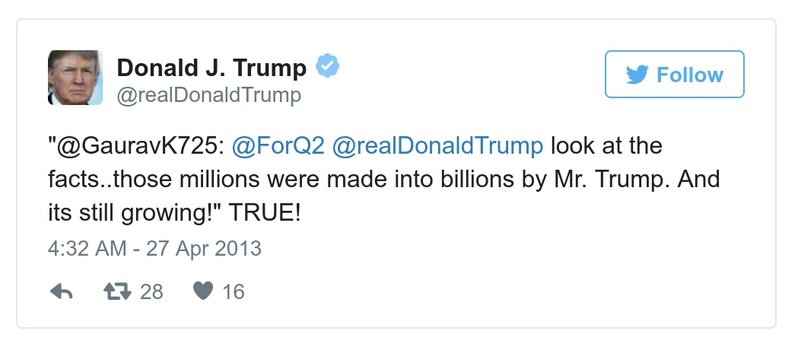 Donald J. Trump
@realDonaldTrump
Follow
"@GauravK725: @ForQ2 @realDonaldTrump look at the
facts..those millions were made into billions by Mr. Trump. And
its still growing!" TRUE!
4:32 AM - 27 Apr 2013
28 16